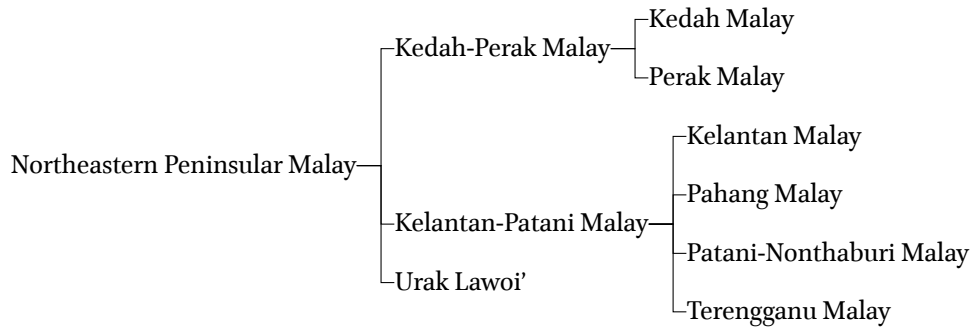 Kedah Malay
Kedah-Perak Malay
Perak Malay
Kelantan Malay
Northeastern Peninsular Malay
Pahang Malay
Kelantan-Patani Malay
Patani-Nonthaburi Malay
Urak Lawoi’
Terengganu Malay